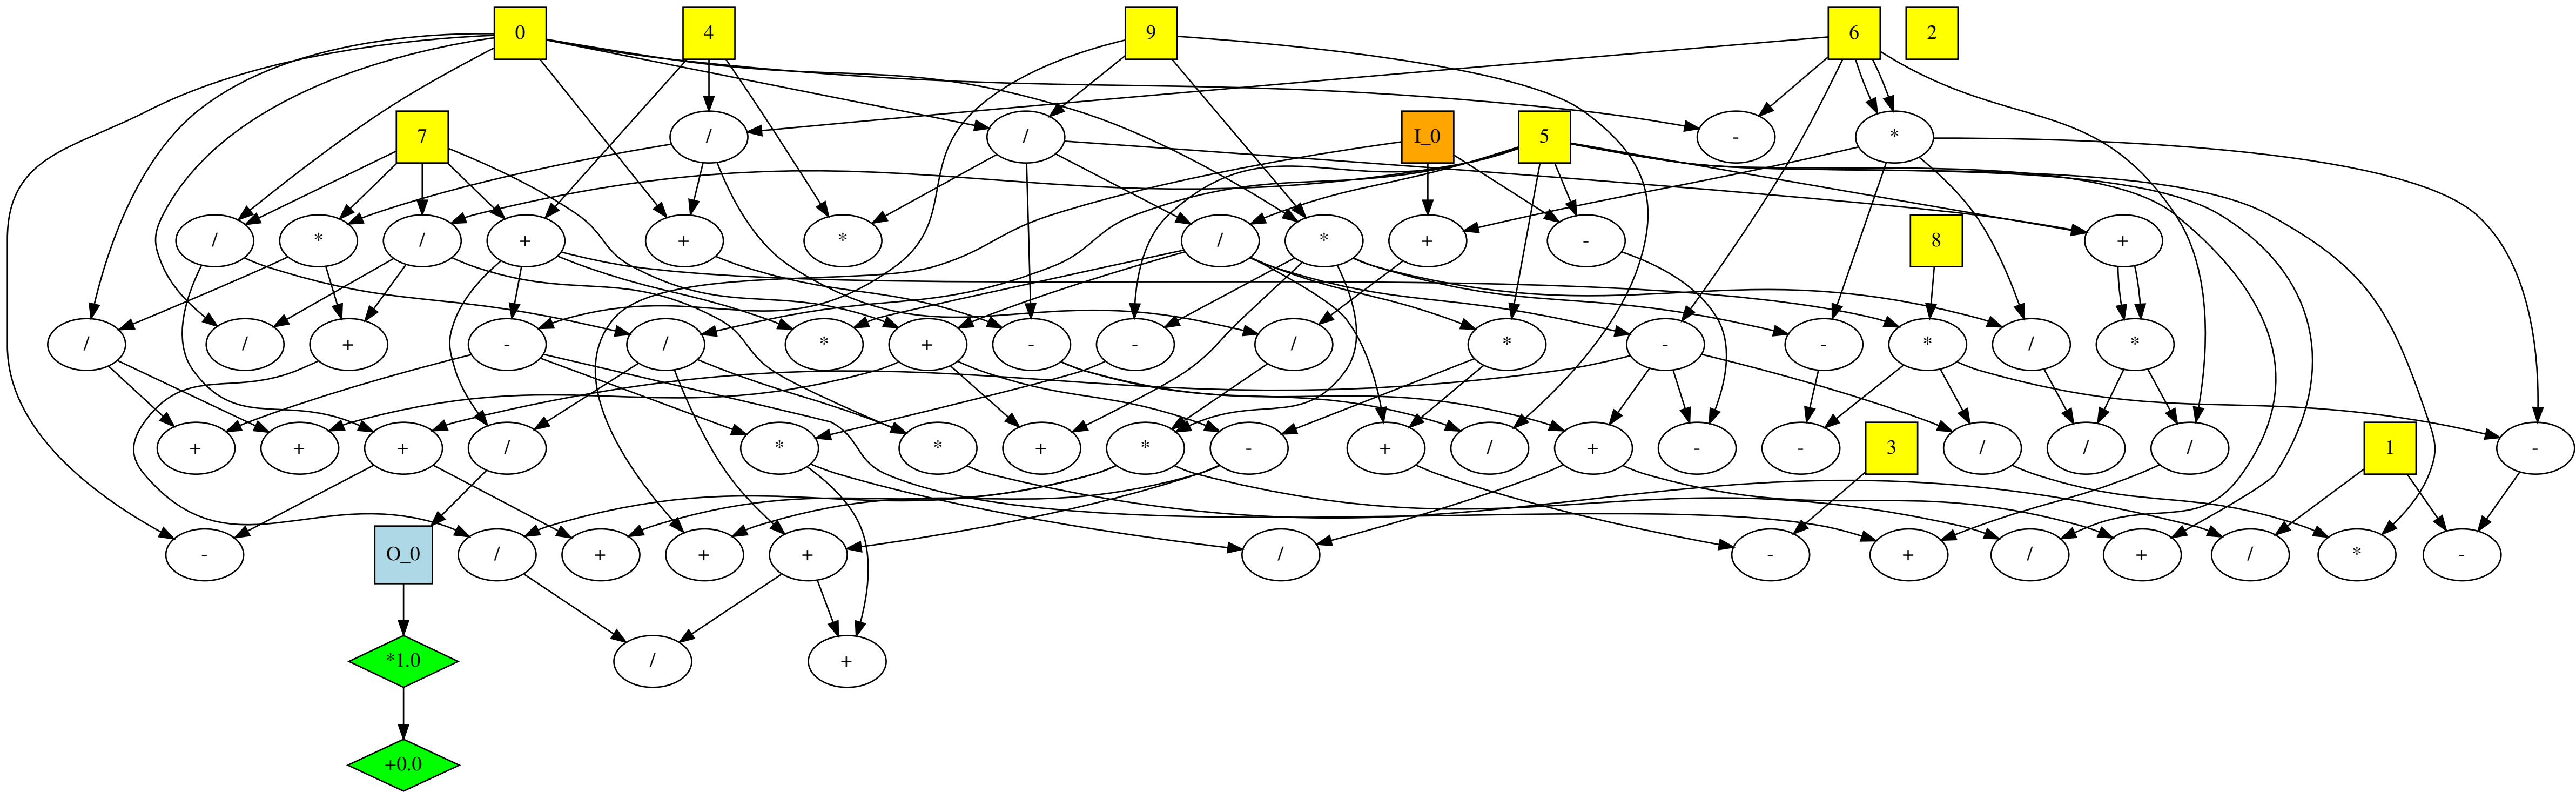 0 4 9 6 2
7 / / I_0 5 - *
/ * / + + * / * + - 8 +
/ / + - / * + - - / * - - * / *
+ + + / * * + * - + / + - - 3 / / / 1 -
- O_0 / + + + / - + / + / * -
*1.0 / +
+0.0